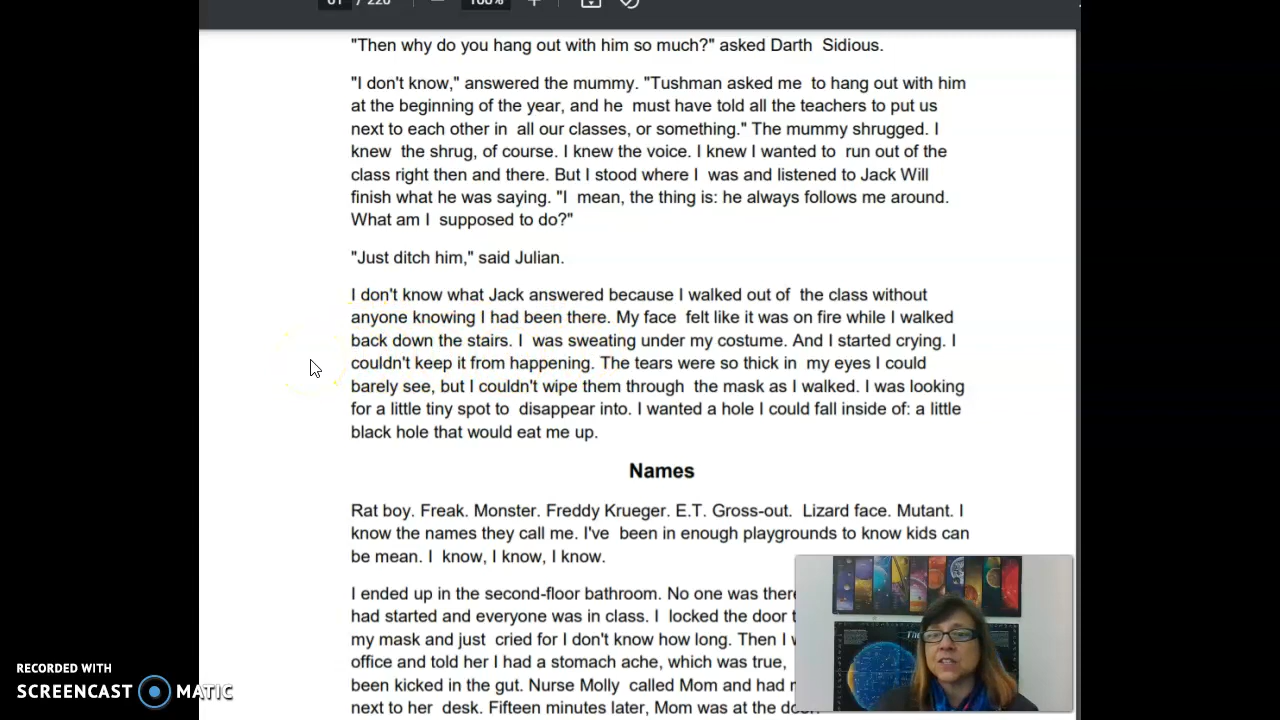 61 / 226 100%
"Then why do you hang out with him so much?" asked Darth Sidious.
"I don't know," answered the mummy. "Tushman asked me to hang out with him
at the beginning of the year, and he must have told all the teachers to put us
next to each other in all our classes, or something." The mummy shrugged. I
knew the shrug, of course. I knew the voice. I knew I wanted to run out of the
class right then and there. But I stood where I was and listened to Jack Will
finish what he was saying. "I mean, the thing is: he always follows me around.
What am I supposed to do?"
"Just ditch him," said Julian.
I don't know what Jack answered because I walked out of the class without
anyone knowing I had been there. My face felt like it was on fire while I walked
back down the stairs. I was sweating under my costume. And I started crying. I
couldn't keep it from happening. The tears were so thick in my eyes I could
barely see, but I couldn't wipe them through the mask as I walked. I was looking
for a little tiny spot to disappear into. I wanted a hole I could fall inside of: a little
black hole that would eat me up.
Names
Rat boy. Freak. Monster. Freddy Krueger. E.T. Gross-out. Lizard face. Mutant. I
know the names they call me. I've been in enough playgrounds to know kids can
be mean. I know, I know, I know.
I ended up in the second-floor bathroom. No one was there
had started and everyone was in class. I locked the door
my mask and just cried for I don't know how long. Then I
office and told her I had a stomach ache, which was true,
been kicked in the gut. Nurse Molly called Mom and had
next to her desk. Fifteen minutes later, Mom was at the door.
RECORDED WITH
SCREENCAST MATIC